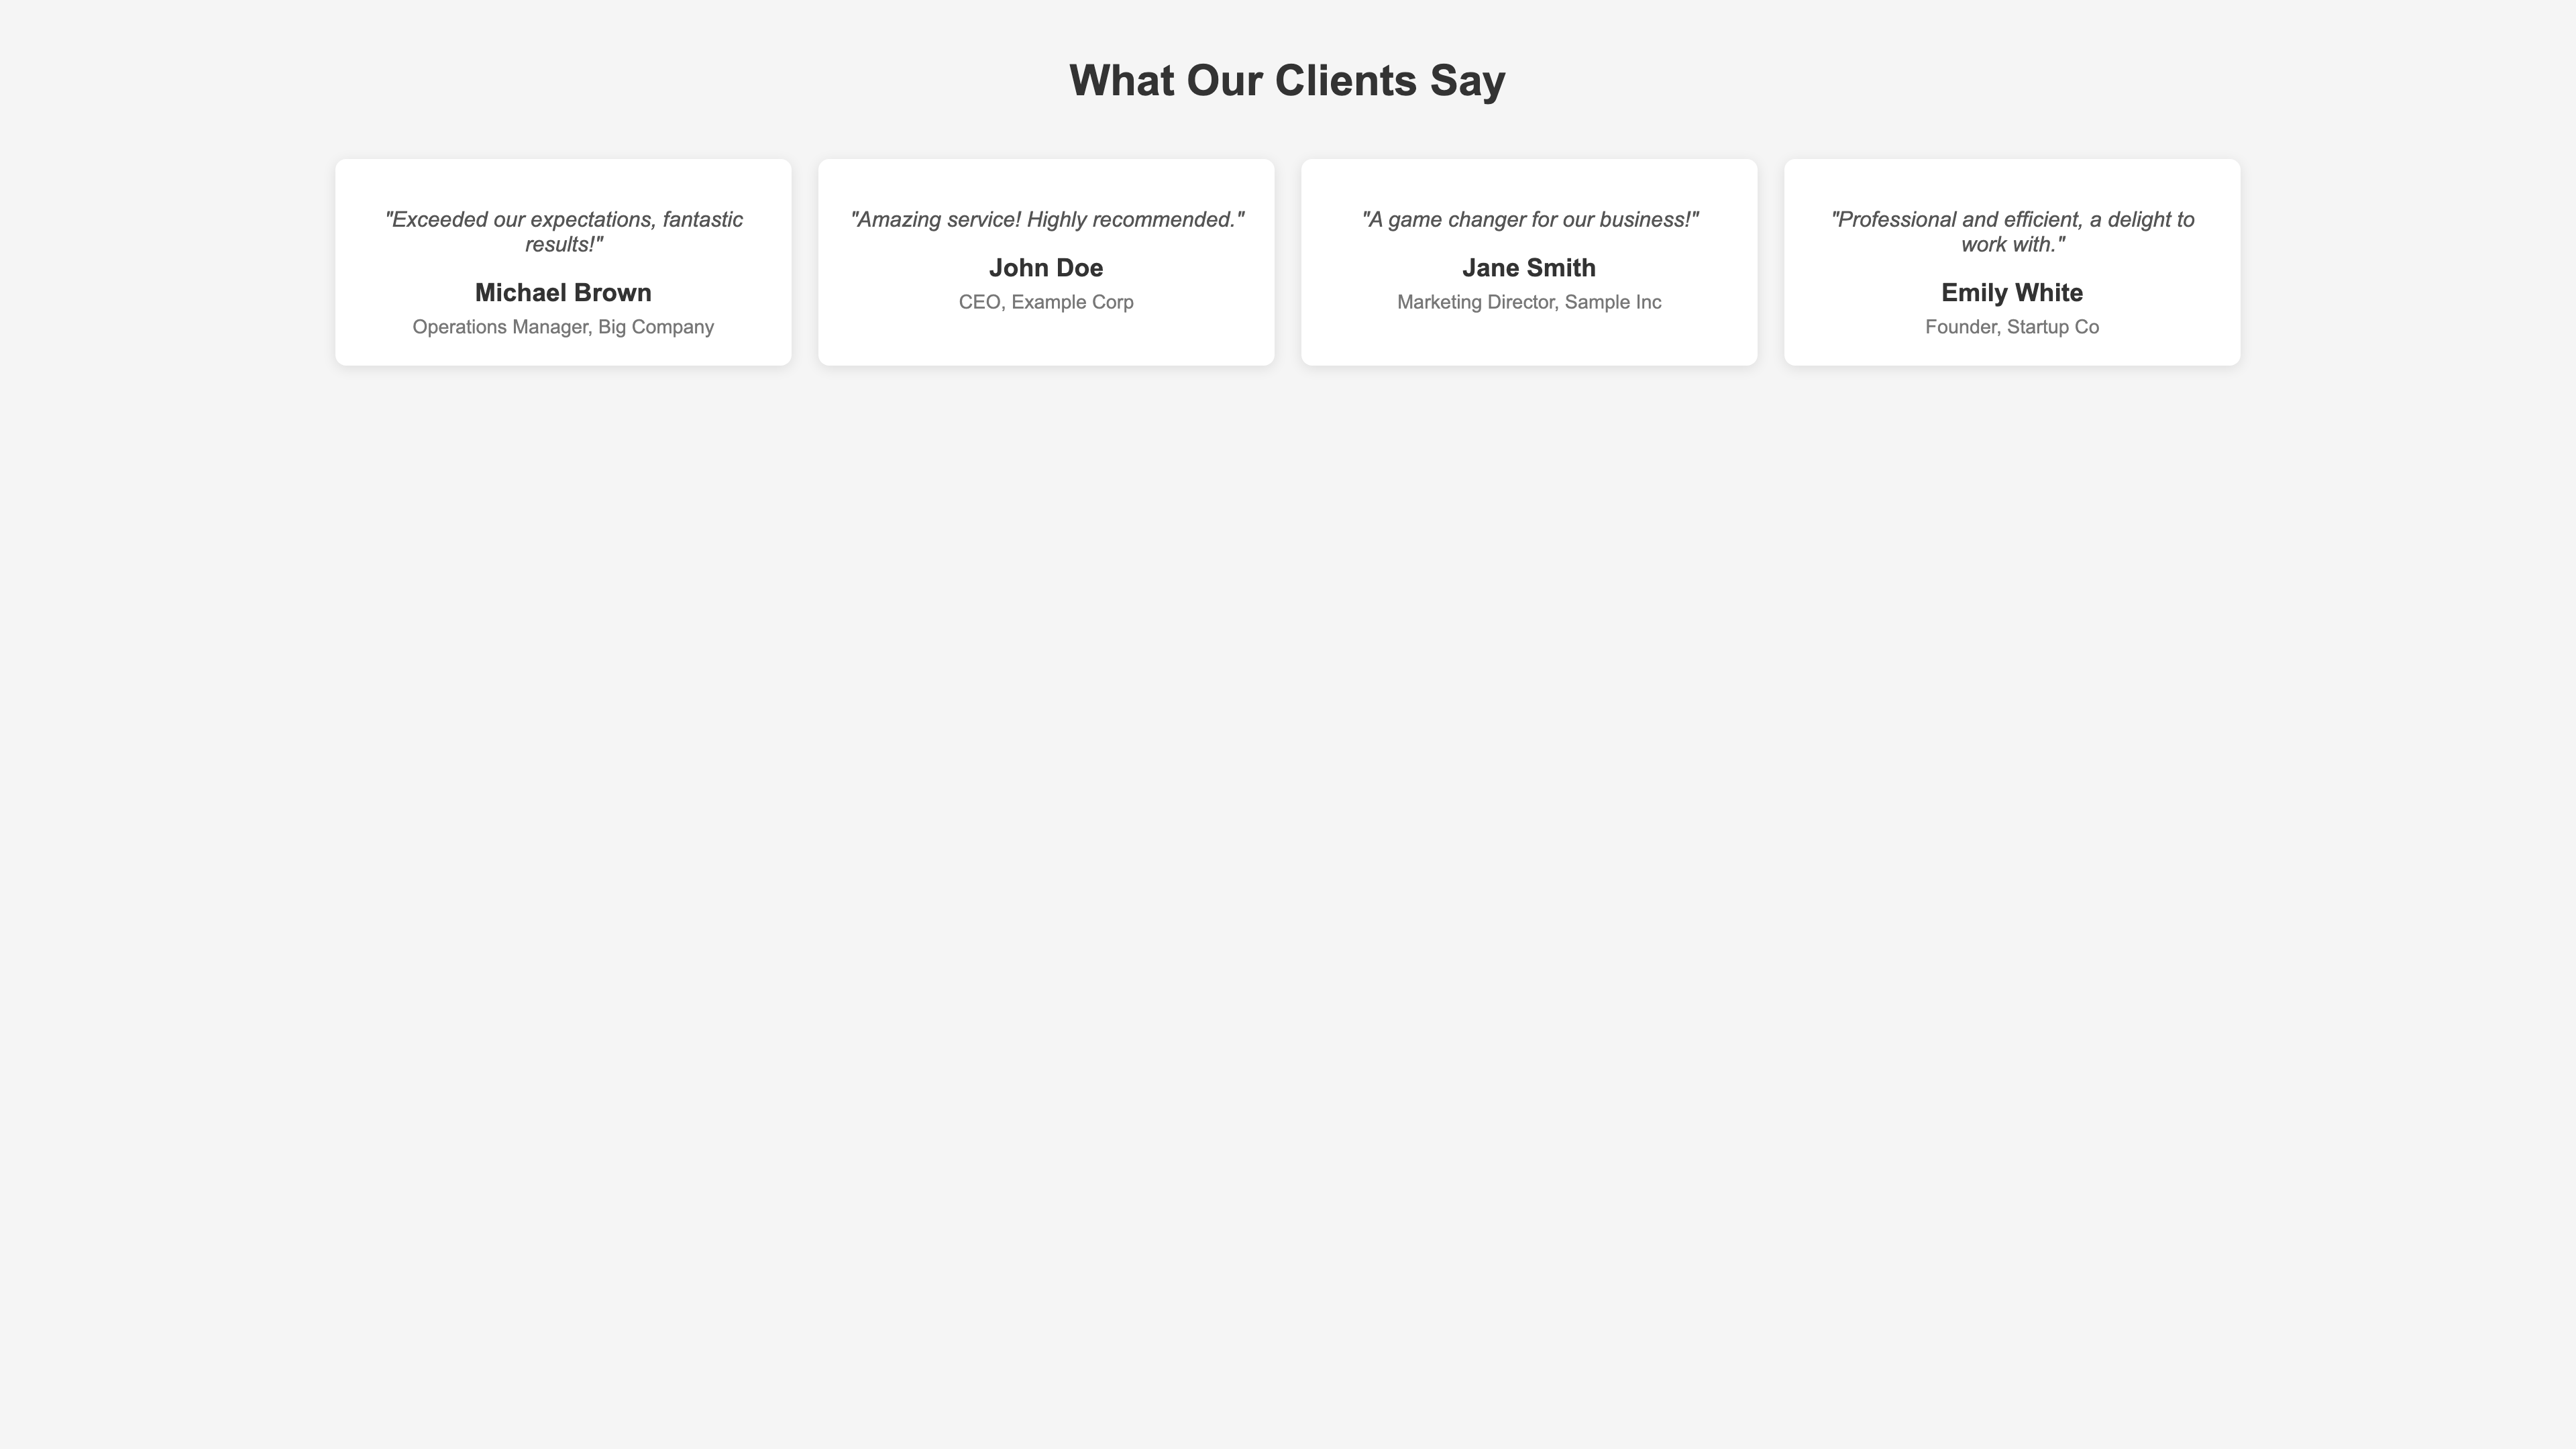 What Our Clients Say
"Exceeded our expectations, fantastic
results!"
Michael Brown
Operations Manager, Big Company
"Amazing service! Highly recommended."
John Doe
CEO, Example Corp
"A game changer for our business!"
Jane Smith
Marketing Director, Sample Inc
"Professional and efficient, a delight to
work with."
Emily White
Founder, Startup Co